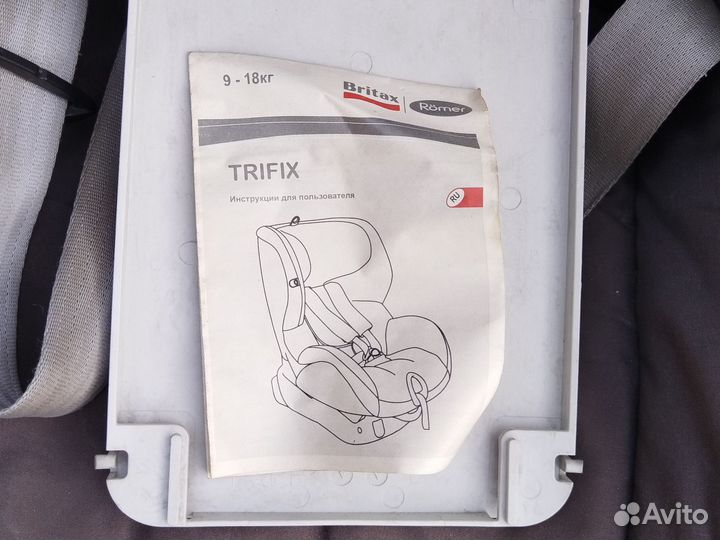 9 - 18кг
Britax Römer
TRIFIX
Инструкции для пользователя
RU
Avito